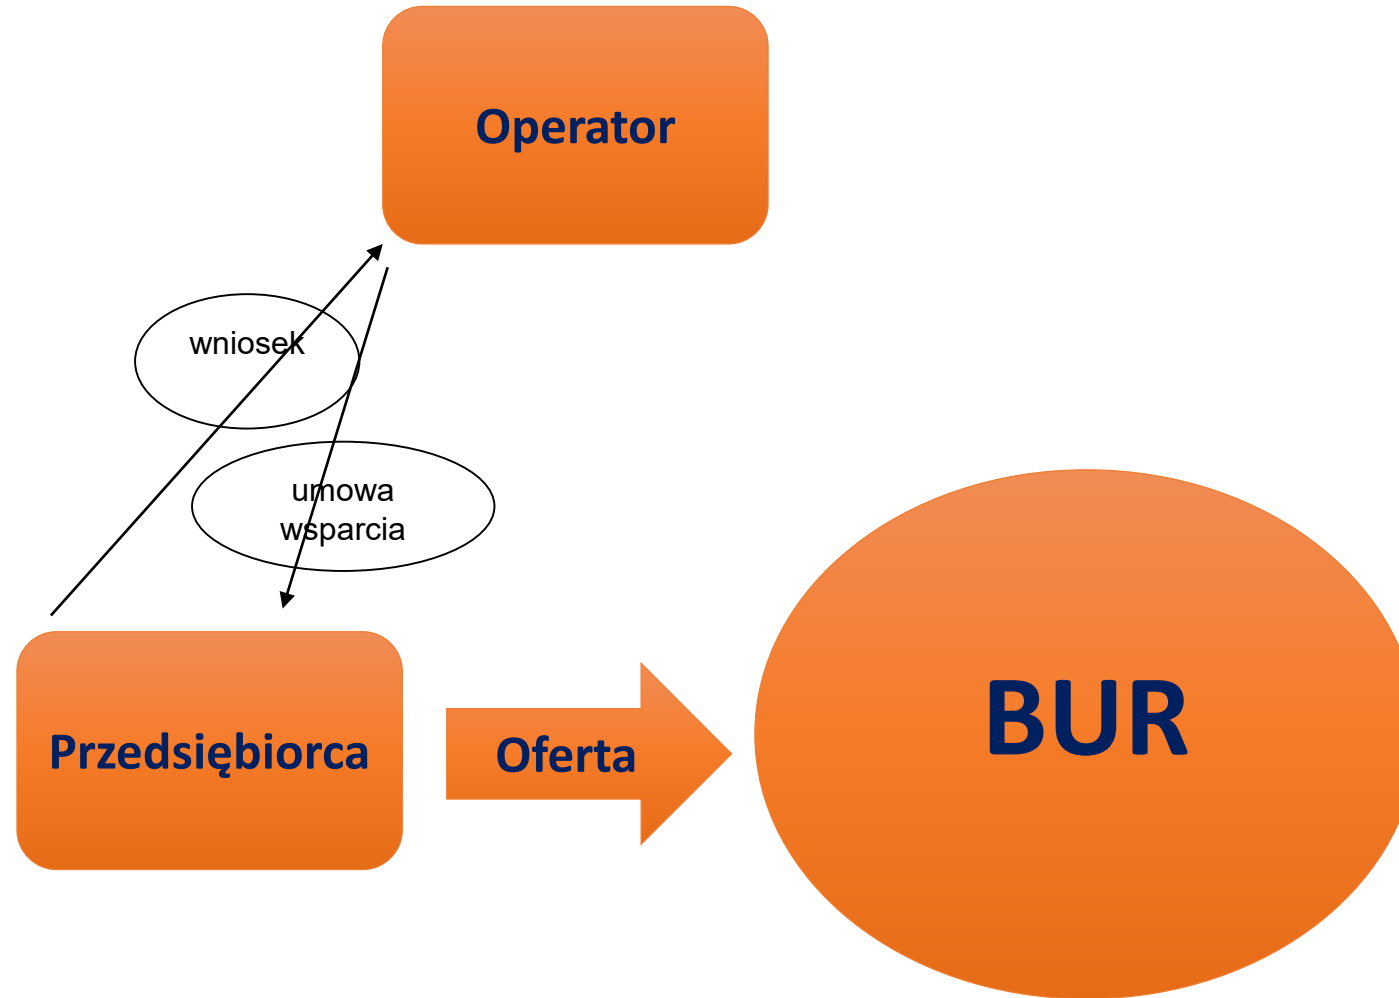 Operator
wniosek
umowa
wsparcia
Przedsiębiorca
Oferta
BUR